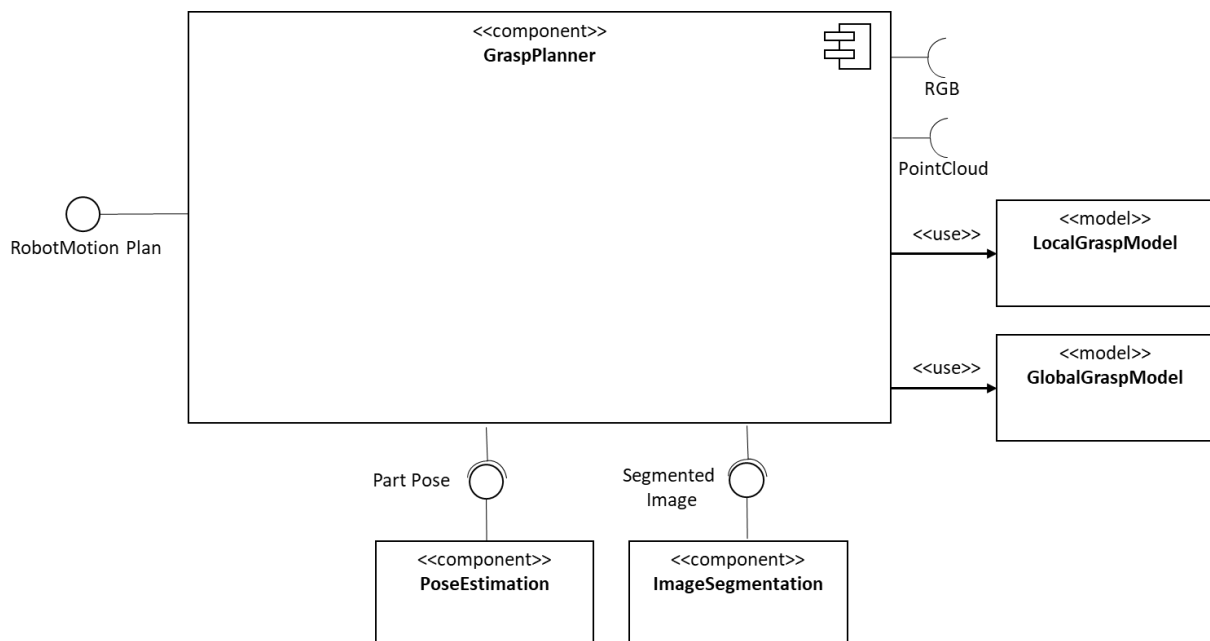 <<component>>
GraspPlanner
RGB
PointCloud
RobotMotion Plan
<<use>>
<<model>>
LocalGraspModel
<<use>>
<<model>>
GlobalGraspModel
Part Pose
Segmented
Image
<<component>>
PoseEstimation
<<component>>
ImageSegmentation